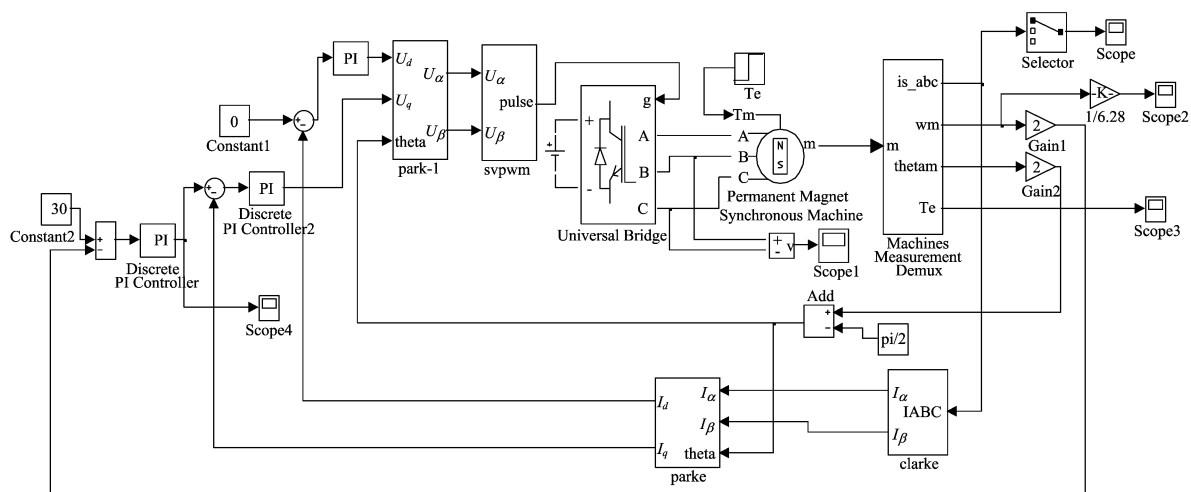 PI
U_d
U_q
theta
U_α
U_β
park-1
U_α
U_β
pulse
svpwm
0
Constant1
+
-
+
-
PI
Discrete
PI Controller2
30
Constant2
+
-
PI
Discrete
PI Controller
Scope4
+
-
+
-
g
A
B
C
Universal Bridge
Te
Tm
A
B
C
N
S
m
Permanent Magnet
Synchronous Machine
+
-
v
Scope1
m
is_abc
wm
thetam
Te
Machines
Measurement
Demux
Selector
Scope
-K-
1/6.28
Scope2
2
Gain1
2
Gain2
Scope3
Add
+
-
pi/2
I_d
I_q
I_α
I_β
theta
parke
I_α
IABC
I_β
clarke